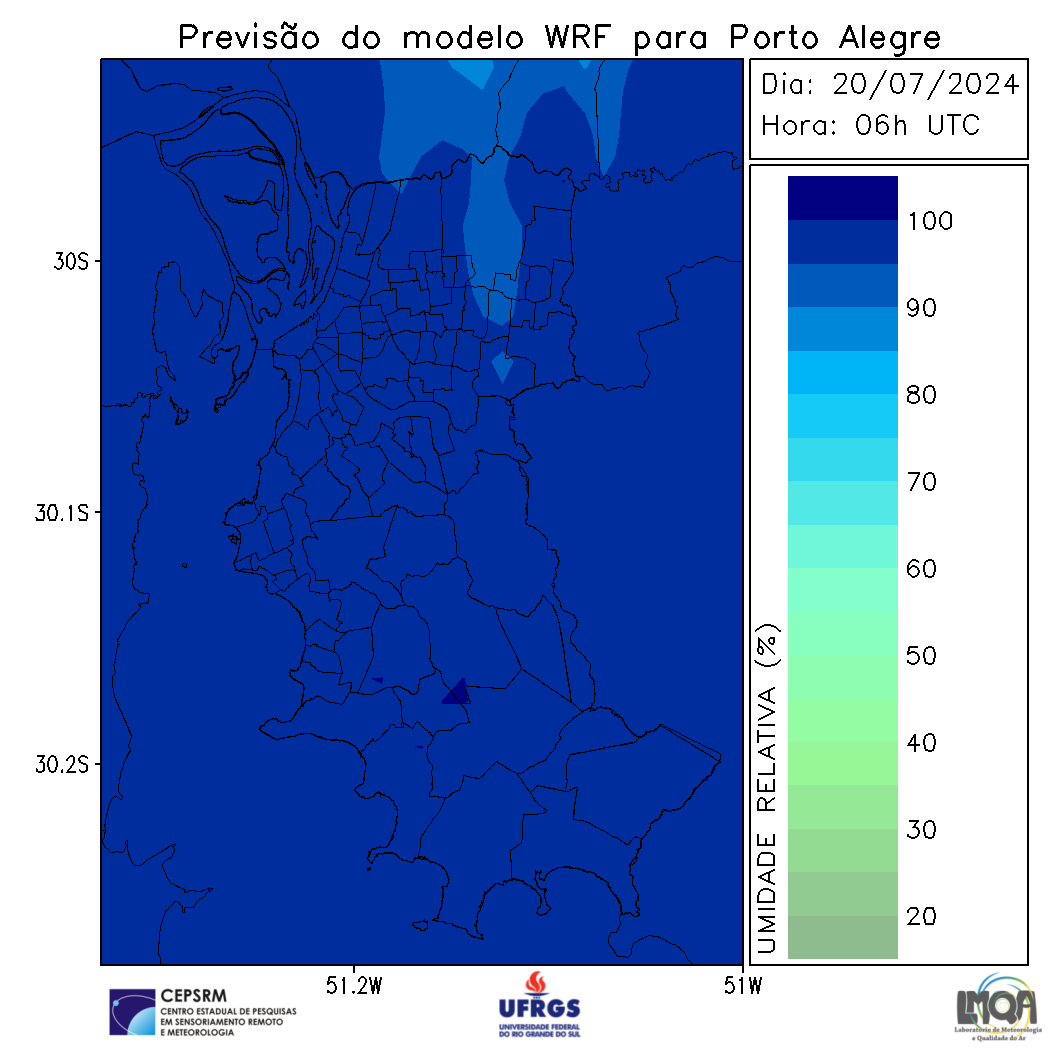 Previsão do modelo WRF para Porto Alegre
Dia: 20/07/2024
Hora: 06h UTC
30S
30.1S
30.2S
51.2W
51W
100
90
80
70
60
50
40
30
20
UMIDADE RELATIVA (%)
CEPSRM
CENTRO ESTADUAL DE PESQUISAS
EM SENSORIAMENTO REMOTO
E METEOROLOGIA
UFRGS
UNIVERSIDADE FEDERAL
DO RIO GRANDE DO SUL
LMQA
Laboratório de Meteorologia
e Qualidade do Ar